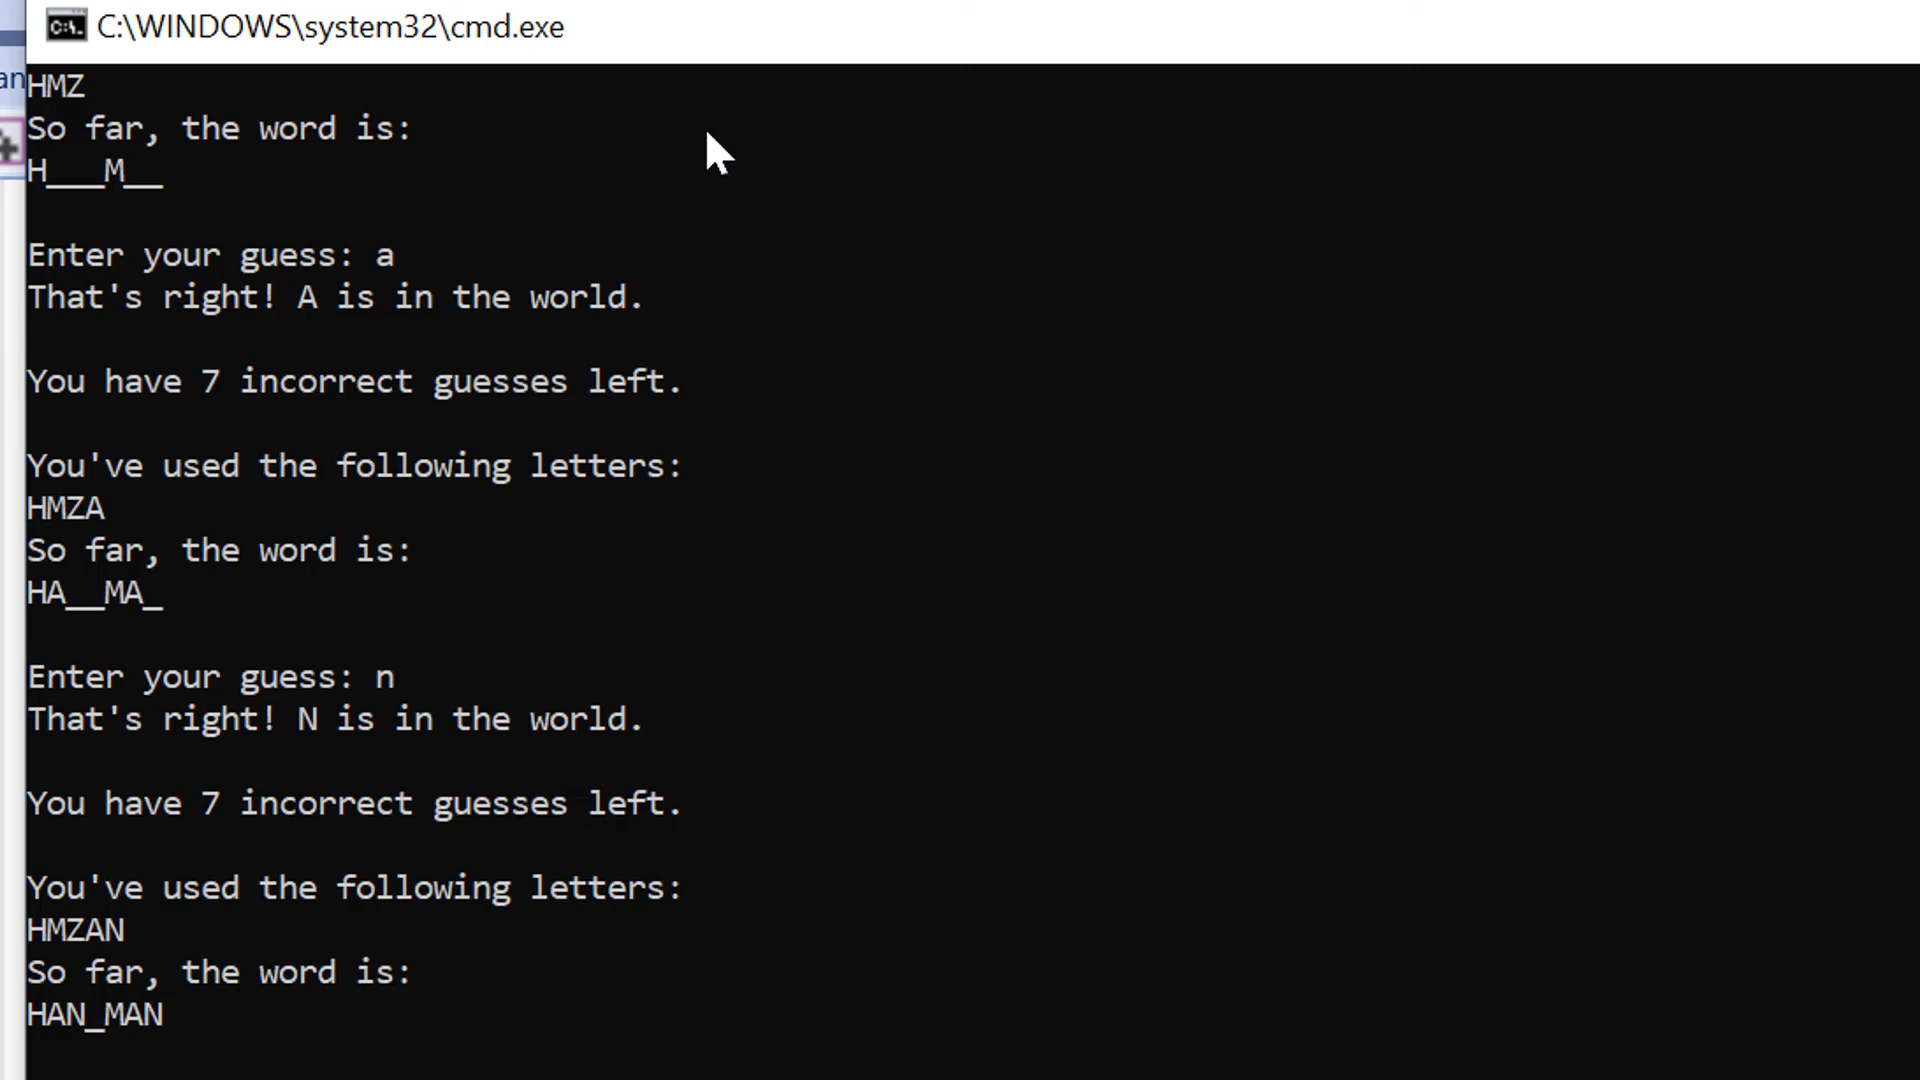 C:\WINDOWS\system32\cmd.exe
an
HMZ
So far, the word is:
H___M__
Enter your guess: a
That's right! A is in the world.
You have 7 incorrect guesses left.
You've used the following letters:
HMZA
So far, the word is:
HA__MA_
Enter your guess: n
That's right! N is in the world.
You have 7 incorrect guesses left.
You've used the following letters:
HMZAN
So far, the word is:
HAN_MAN